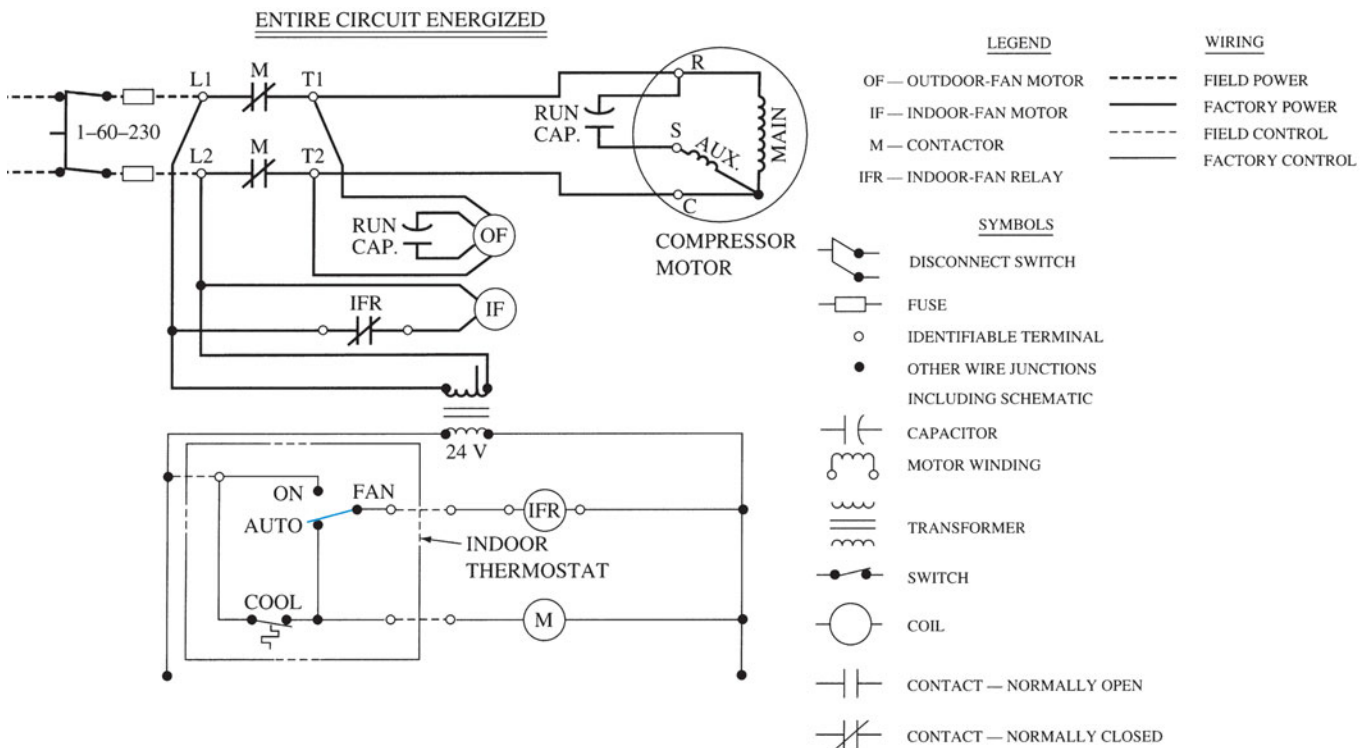 ENTIRE CIRCUIT ENERGIZED
L1
M
T1
R
RUN
CAP.
S
AUX.
MAIN
1–60–230
L2
M
T2
C
COMPRESSOR
MOTOR
RUN
CAP.
OF
IFR
IF
24 V
ON
FAN
AUTO
IFR
INDOOR
THERMOSTAT
COOL
M
LEGEND
OF — OUTDOOR-FAN MOTOR
IF — INDOOR-FAN MOTOR
M — CONTACTOR
IFR — INDOOR-FAN RELAY
WIRING
FIELD POWER
FACTORY POWER
FIELD CONTROL
FACTORY CONTROL
SYMBOLS
DISCONNECT SWITCH
FUSE
IDENTIFIABLE TERMINAL
OTHER WIRE JUNCTIONS
INCLUDING SCHEMATIC
CAPACITOR
MOTOR WINDING
TRANSFORMER
SWITCH
COIL
CONTACT — NORMALLY OPEN
CONTACT — NORMALLY CLOSED